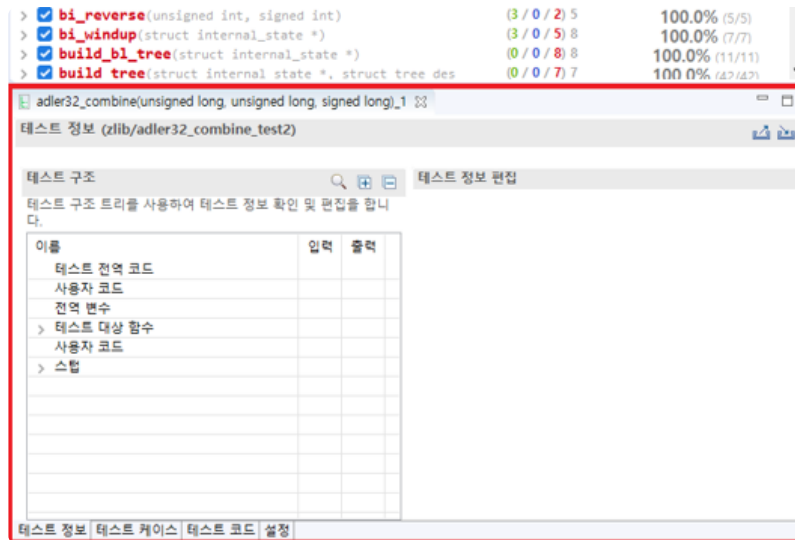 bi_reverse(unsigned int, signed int) (3 / 0 / 2) 5 100.0% (5/5)
bi_windup(struct internal_state *) (3 / 0 / 5) 8 100.0% (7/7)
build_bl_tree(struct internal_state *) (0 / 0 / 8) 8 100.0% (11/11)
build_tree(struct internal_state *, struct tree_des (0 / 0 / 7) 7 100.0% (42/42)
adler32_combine(unsigned long, unsigned long, signed long)_1
테스트 정보 (zlib/adler32_combine_test2)
테스트 구조
테스트 정보 편집
테스트 구조 트리를 사용하여 테스트 정보 확인 및 편집을 합니
다.
이름 입력 출력
테스트 전역 코드
사용자 코드
전역 변수
테스트 대상 함수
사용자 코드
스텁
테스트 정보 테스트 케이스 테스트 코드 설정